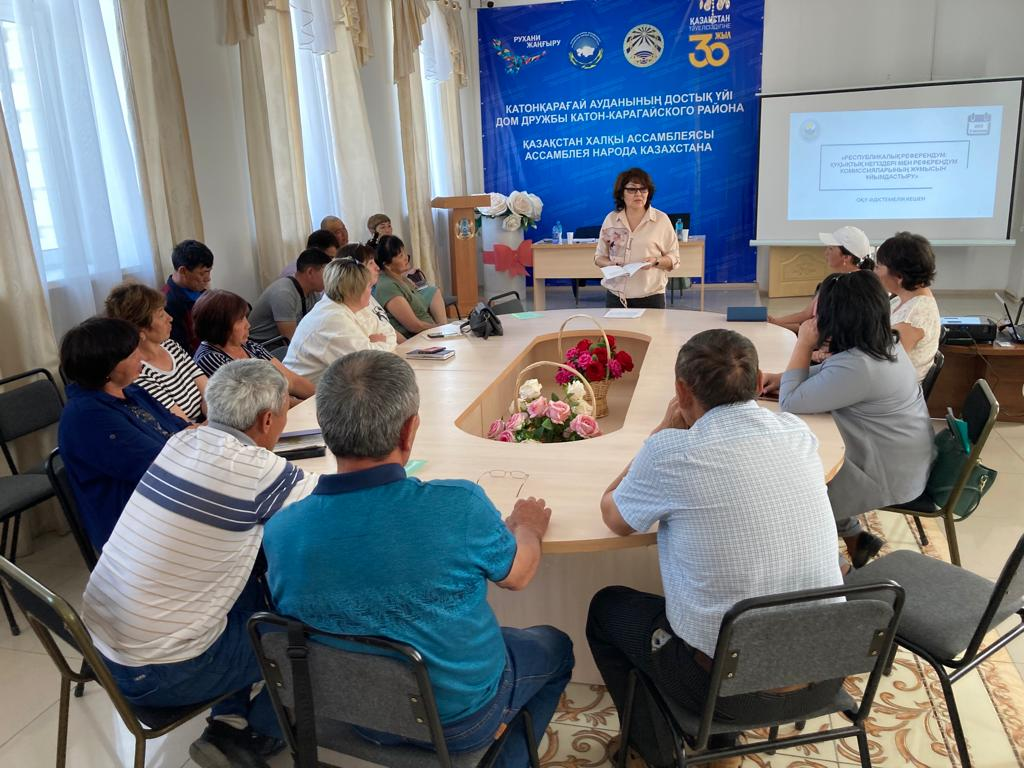 РУХАНИ
ЖАҢҒЫРУ
ҚАЗАҚСТАН
ТӘУЕЛСІЗДІГІНЕ
30 ЖЫЛ
КАТОНҚАРАҒАЙ АУДАНЫНЫҢ ДОСТЫҚ ҮЙІ
ДОМ ДРУЖБЫ КАТОН-КАРАГАЙСКОГО РАЙОНА
ҚАЗАҚСТАН ХАЛҚЫ АССАМБЛЕЯСЫ
АССАМБЛЕЯ НАРОДА КАЗАХСТАНА
«РЕСПУБЛИКАЛЫҚ РЕФЕРЕНДУМ:
ҚҰҚЫҚТЫҚ НЕГІЗДЕРІ МЕН РЕФЕРЕНДУМ
КОМИССИЯЛАРЫНЫҢ ЖҰМЫСЫН
ҰЙЫМДАСТЫРУ»
ОҚУ-ӘДІСТЕМЕЛІК КЕШЕН